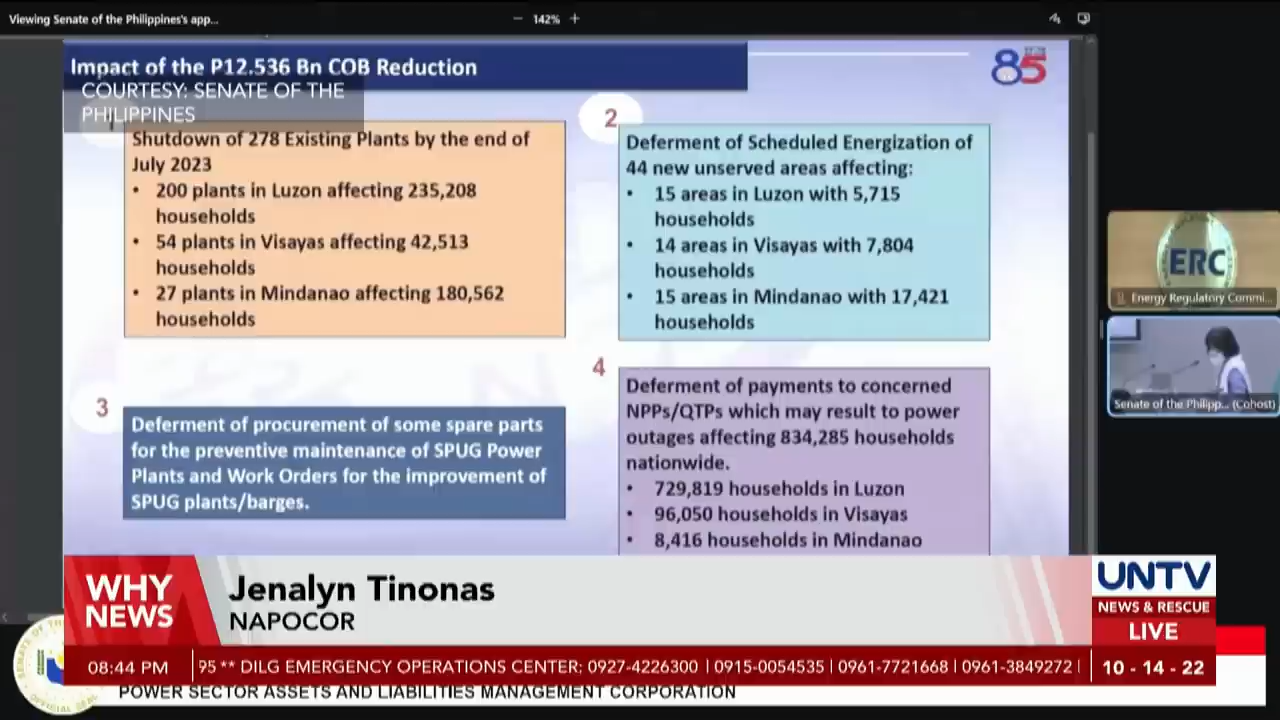 Viewing Senate of the Philippines's app...
142%
Impact of the P12.536 Bn COB Reduction
85
COURTESY: SENATE OF THE
PHILIPPINES
Shutdown of 278 Existing Plants by the end of
July 2023
• 200 plants in Luzon affecting 235,208
households
• 54 plants in Visayas affecting 42,513
households
• 27 plants in Mindanao affecting 180,562
households
2
Deferment of Scheduled Energization of
44 new unserved areas affecting:
• 15 areas in Luzon with 5,715
households
• 14 areas in Visayas with 7,804
households
• 15 areas in Mindanao with 17,421
households
3
Deferment of procurement of some spare parts
for the preventive maintenance of SPUG Power
Plants and Work Orders for the improvement of
SPUG plants/barges.
4
Deferment of payments to concerned
NPPs/QTPs which may result to power
outages affecting 834,285 households
nationwide.
• 729,819 households in Luzon
• 96,050 households in Visayas
• 8,416 households in Mindanao
ERC
Energy Regulatory Commi...
Senate of the Philipp... (Cohost)
WHY
NEWS
Jenalyn Tinonas
NAPOCOR
UNTV
NEWS & RESCUE
LIVE
08:44 PM
95 ** DILG EMERGENCY OPERATIONS CENTER: 0927-4226300 | 0915-0054535 | 0961-7721668 | 0961-3849272 |
10 - 14 - 22
POWER SECTOR ASSETS AND LIABILITIES MANAGEMENT CORPORATION